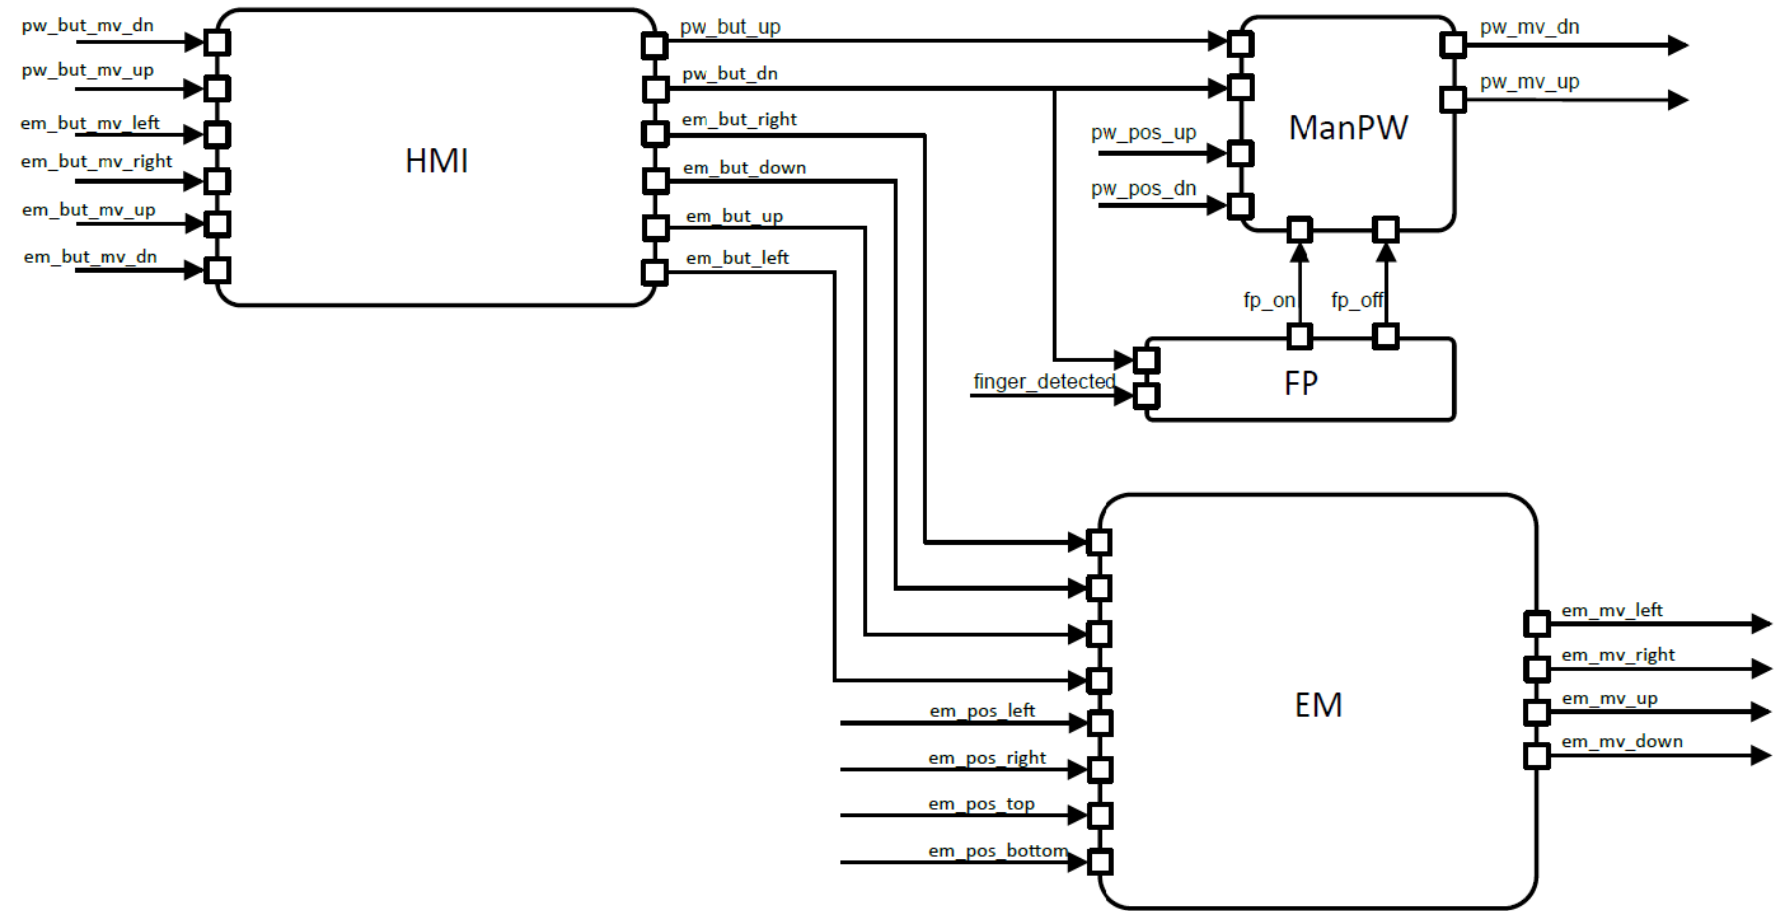 pw_but_mv_dn
pw_but_mv_up
em_but_mv_left
em_but_mv_right
em_but_mv_up
em_but_mv_dn
HMI
pw_but_up
pw_but_dn
em_but_right
em_but_down
em_but_up
em_but_left
pw_pos_up
pw_pos_dn
ManPW
pw_mv_dn
pw_mv_up
fp_on
fp_off
finger_detected
FP
em_pos_left
em_pos_right
em_pos_top
em_pos_bottom
EM
em_mv_left
em_mv_right
em_mv_up
em_mv_down